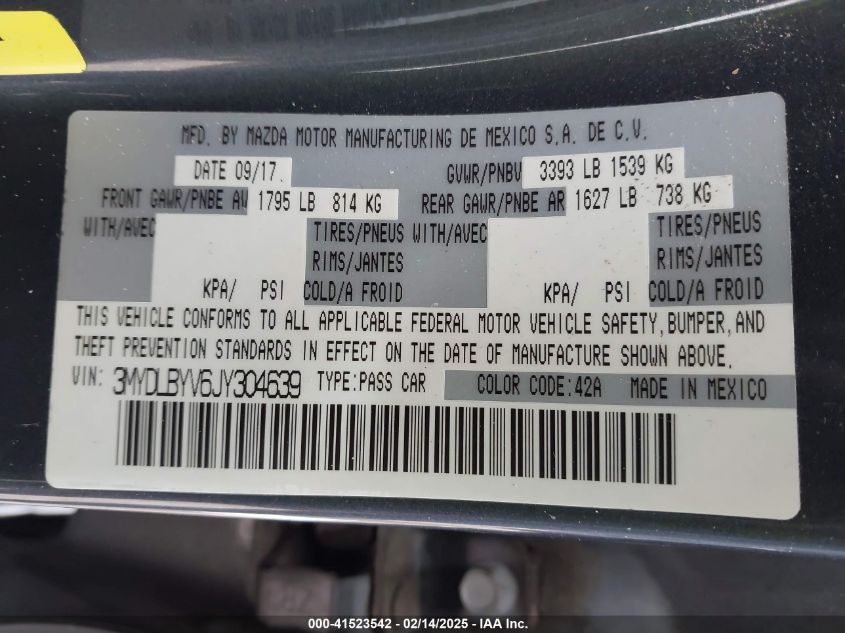 MFD. BY MAZDA MOTOR MANUFACTURING DE MEXICO S.A. DE C.V.
DATE 09/17 GVWR/PNBV 3393 LB 1539 KG
FRONT GAWR/PNBE AV 1795 LB 814 KG REAR GAWR/PNBE AR 1627 LB 738 KG
WITH/AVEC TIRES/PNEUS WITH/AVEC TIRES/PNEUS
RIMS/JANTES RIMS/JANTES
KPA/ PSI COLD/A FROID KPA/ PSI COLD/A FROID
THIS VEHICLE CONFORMS TO ALL APPLICABLE FEDERAL MOTOR VEHICLE SAFETY, BUMPER, AND
THEFT PREVENTION STANDARDS IN EFFECT ON THE DATE OF MANUFACTURE SHOWN ABOVE.
VIN: 3MYDLBYV6JY304639 TYPE:PASS CAR COLOR CODE:42A MADE IN MEXICO
000-41523542 - 02/14/2025 - IAA Inc.